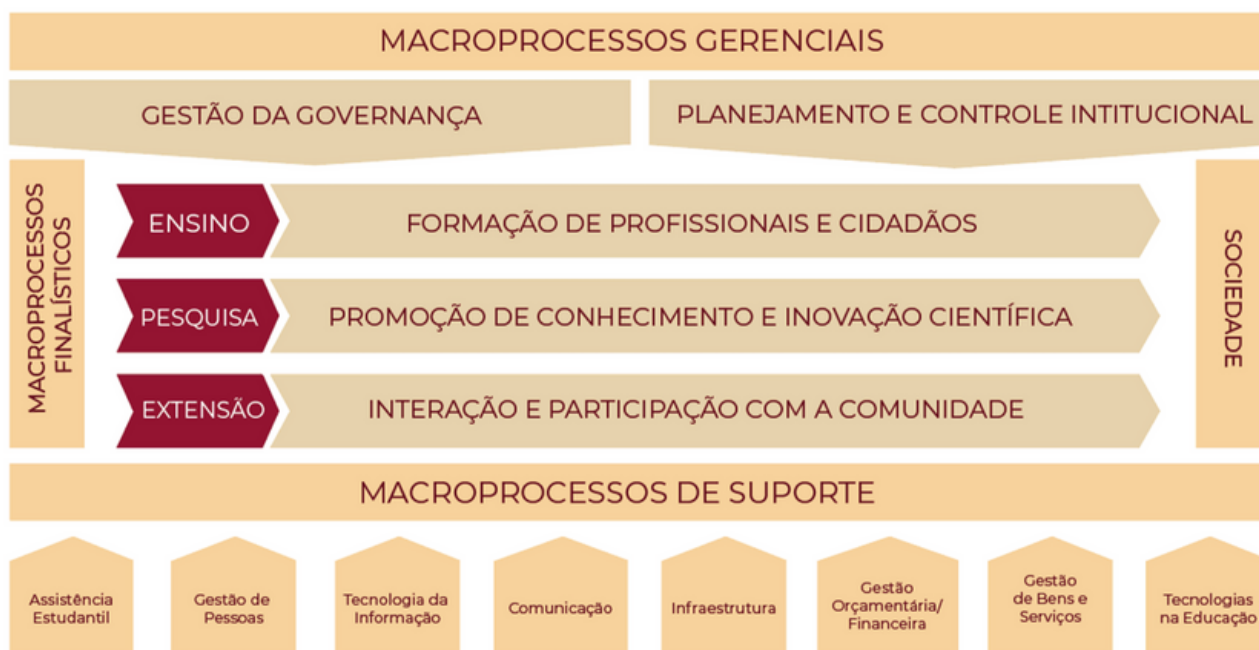 MACROPROCESSOS GERENCIAIS
GESTÃO DA GOVERNANÇA
PLANEJAMENTO E CONTROLE INTITUCIONAL
MACROPROCESSOS
FINALÍSTICOS
ENSINO
FORMAÇÃO DE PROFISSIONAIS E CIDADÃOS
PESQUISA
PROMOÇÃO DE CONHECIMENTO E INOVAÇÃO CIENTÍFICA
EXTENSÃO
INTERAÇÃO E PARTICIPAÇÃO COM A COMUNIDADE
SOCIEDADE
MACROPROCESSOS DE SUPORTE
Assistência
Estudantil
Gestão de
Pessoas
Tecnologia da
Informação
Comunicação
Infraestrutura
Gestão
Orçamentária/
Financeira
Gestão
de Bens e
Serviços
Tecnologias
na Educação